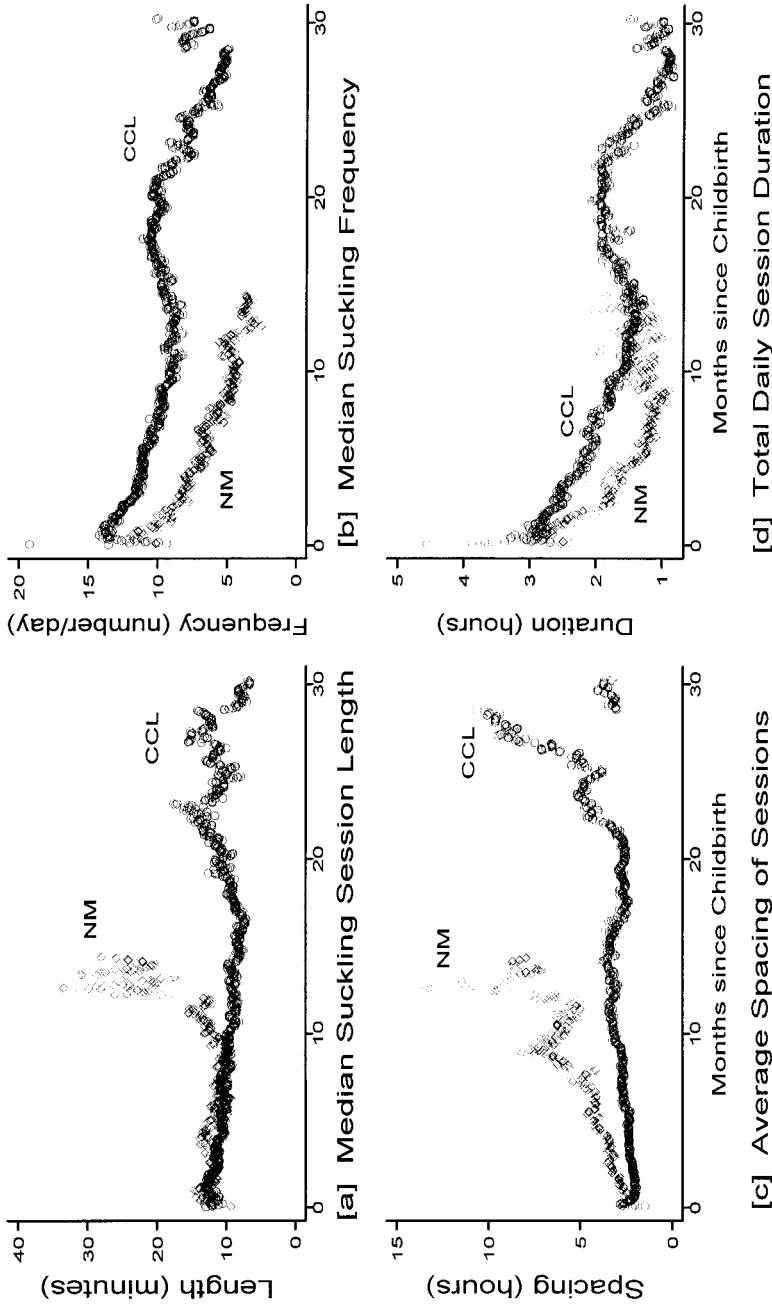 Length (minutes)
40
30
20
10
0
NM
CCL
0
10
20
30
[a] Median Suckling Session Length
Frequency (number/day)
20
15
10
5
0
CCL
NM
0
10
20
30
[b] Median Suckling Frequency
Spacing (hours)
15
10
5
0
NM
CCL
0
10
20
30
Months since Childbirth
[c] Average Spacing of Sessions
Duration (hours)
5
4
3
2
1
CCL
NM
0
10
20
30
Months since Childbirth
[d] Total Daily Session Duration